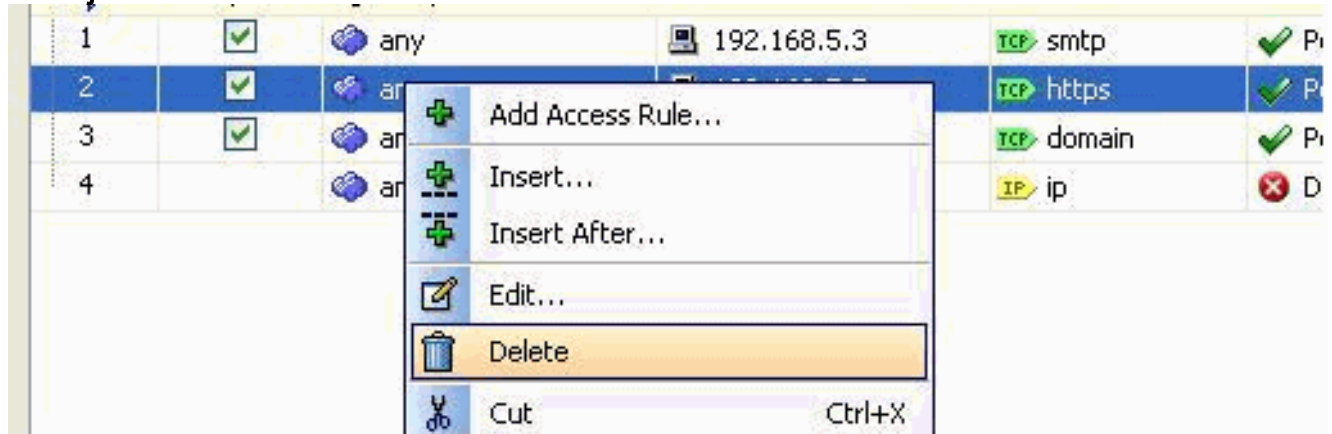 1 any 192.168.5.3 TCP smtp
2 TCP https
Add Access Rule...
3 TCP domain
Insert...
4 IP ip
Insert After...
Edit...
Delete
Cut Ctrl+X